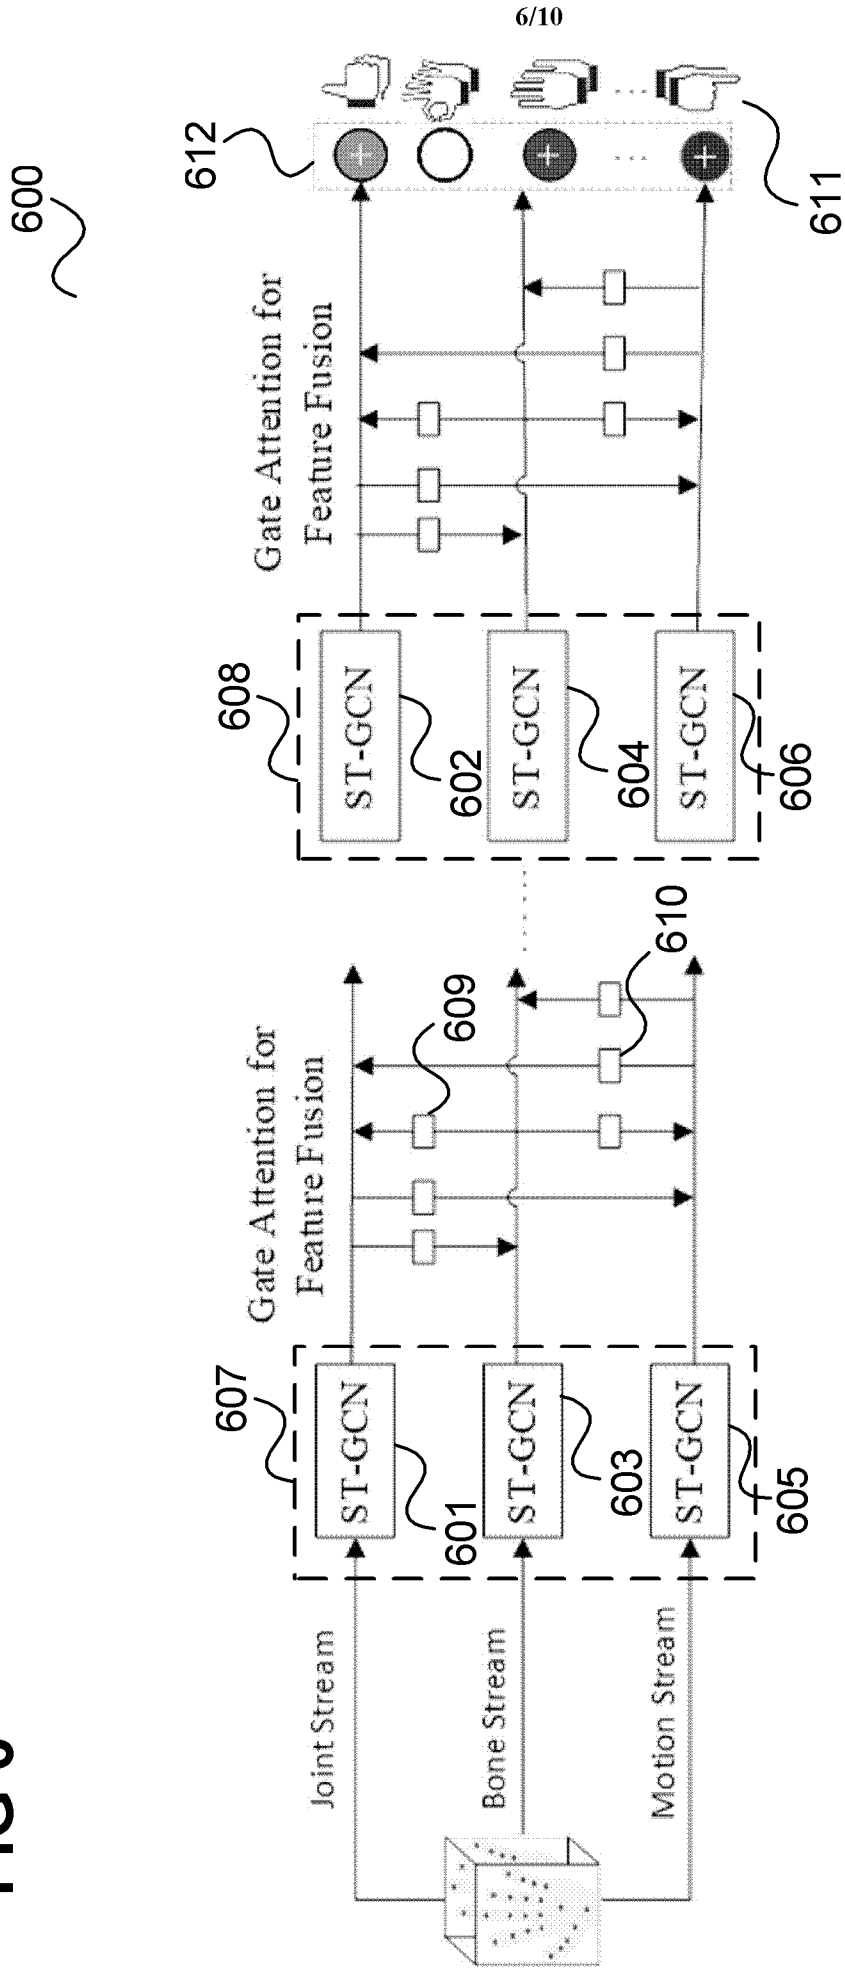 6/10
600
Joint Stream
Bone Stream
Motion Stream
607
ST-GCN
601
ST-GCN
603
ST-GCN
605
Gate Attention for
Feature Fusion
609
610
......
608
ST-GCN
602
ST-GCN
604
ST-GCN
606
Gate Attention for
Feature Fusion
612
+
+
...
+
...
611